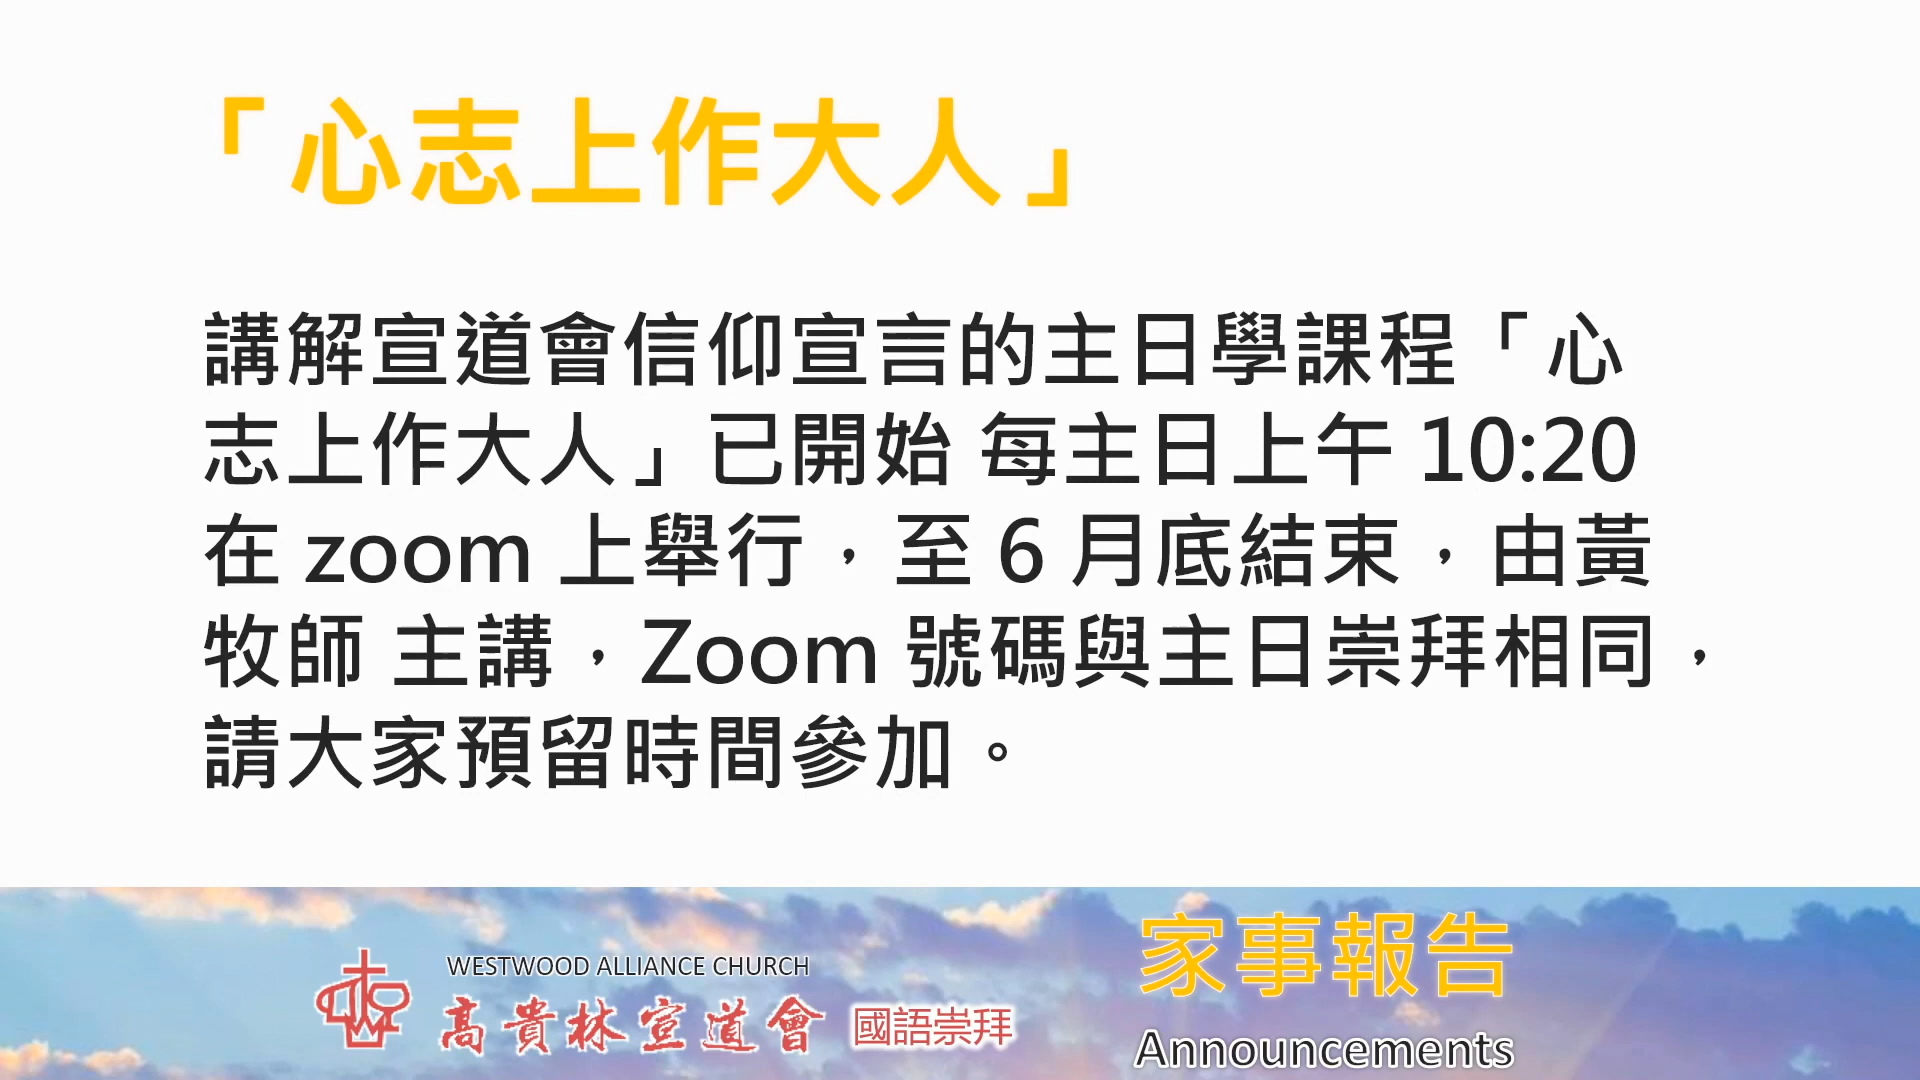 「心志上作大人」
講解宣道會信仰宣言的主日學課程「心
志上作大人」已開始 每主日上午 10:20
在 zoom 上舉行，至 6 月底結束，由黃
牧師 主講，Zoom 號碼與主日崇拜相同，
請大家預留時間參加。
WESTWOOD ALLIANCE CHURCH
高貴林宣道會 國語崇拜
家事報告
Announcements